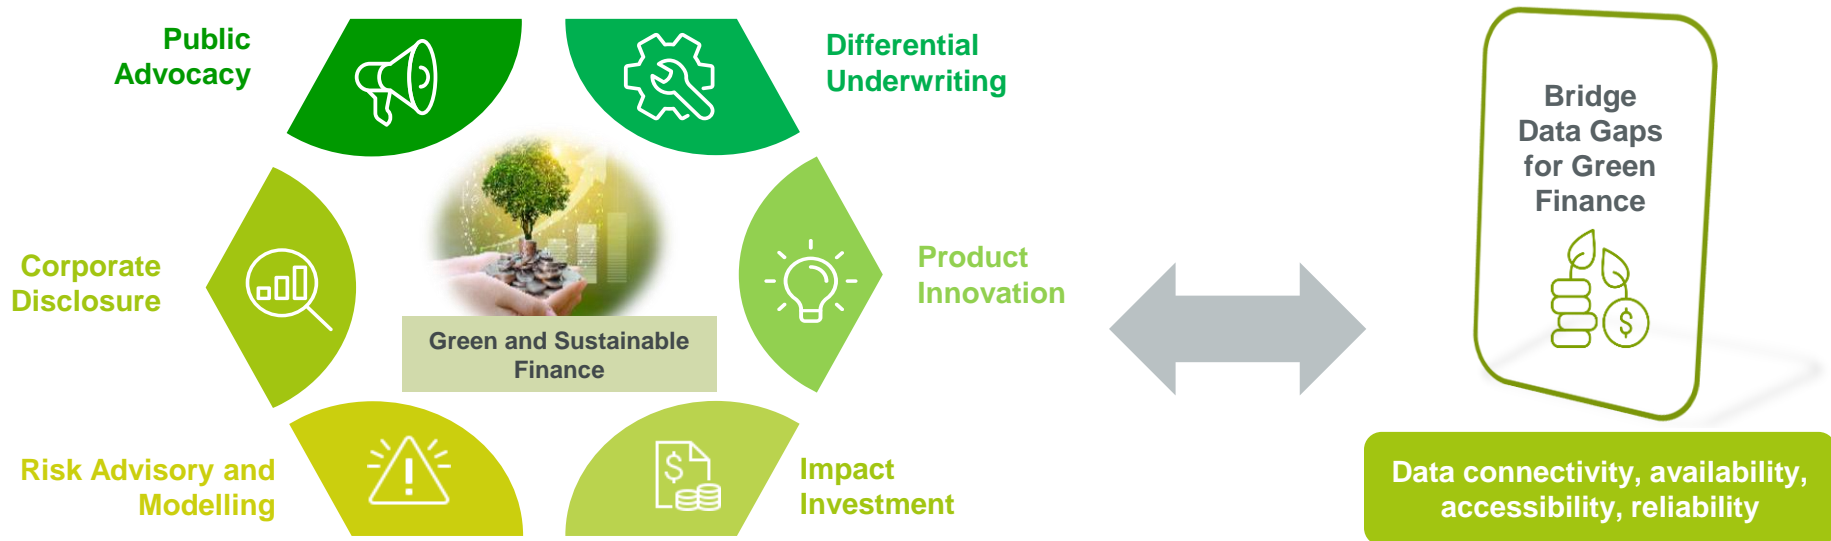 Public
Advocacy
Differential
Underwriting
Corporate
Disclosure
Product
Innovation
Green and Sustainable
Finance
Risk Advisory and
Modelling
$
Impact
Investment
Bridge
Data Gaps
for Green
Finance
$
Data connectivity, availability,
accessibility, reliability